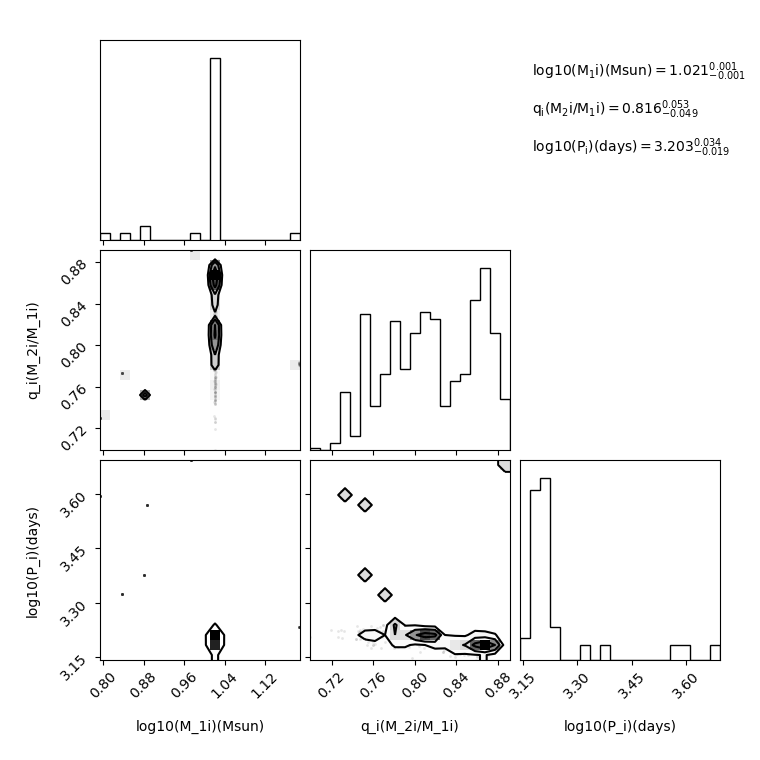 log10(M₁i)(Msun) = 1.021^{0.001}_{−0.001}
qᵢ(M₂i/M₁i) = 0.816^{0.053}_{−0.049}
log10(Pᵢ)(days) = 3.203^{0.034}_{−0.019}
q_i(M_2i/M_1i)
0.88
0.84
0.80
0.76
0.72
log10(P_i)(days)
3.60
3.45
3.30
3.15
0.80 0.88 0.96 1.04 1.12
0.72 0.76 0.80 0.84 0.88
3.15 3.30 3.45 3.60
log10(M_1i)(Msun)
q_i(M_2i/M_1i)
log10(P_i)(days)